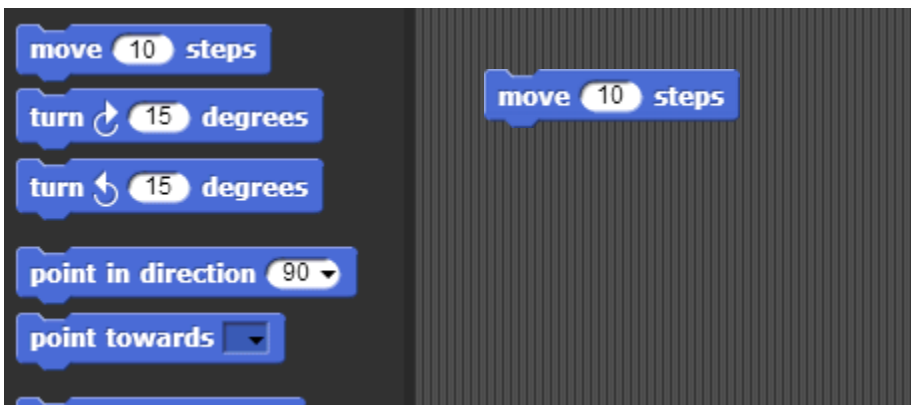 move 10 steps
turn 15 degrees
turn 15 degrees
point in direction 90
point towards
move 10 steps